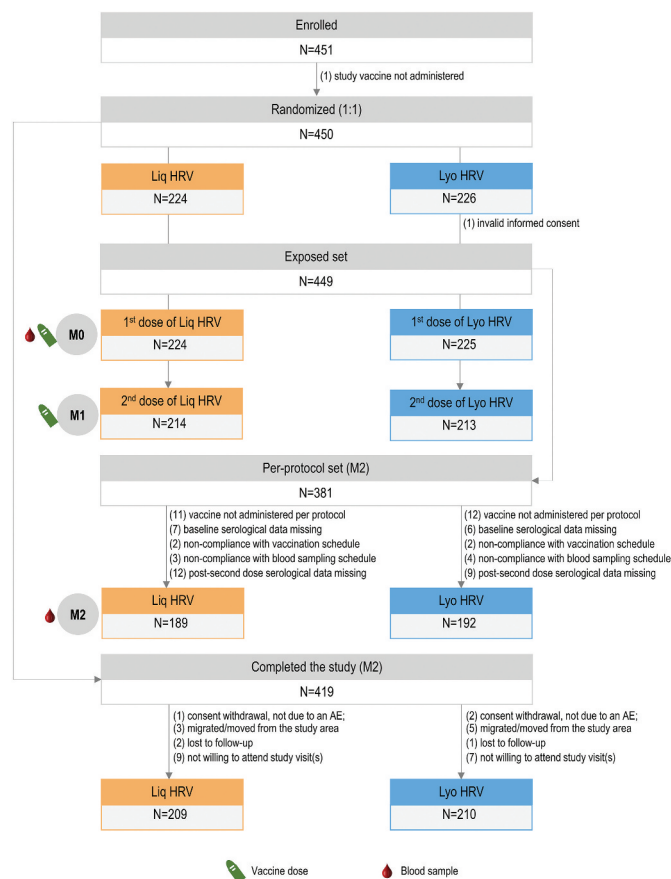 Enrolled
N=451
(1) study vaccine not administered
Randomized (1:1)
N=450
Liq HRV
N=224
Lyo HRV
N=226
(1) invalid informed consent
Exposed set
N=449
M0
1st dose of Liq HRV
N=224
1st dose of Lyo HRV
N=225
M1
2nd dose of Liq HRV
N=214
2nd dose of Lyo HRV
N=213
Per-protocol set (M2)
N=381
(11) vaccine not administered per protocol
(7) baseline serological data missing
(2) non-compliance with vaccination schedule
(3) non-compliance with blood sampling schedule
(12) post-second dose serological data missing
(12) vaccine not administered per protocol
(6) baseline serological data missing
(2) non-compliance with vaccination schedule
(4) non-compliance with blood sampling schedule
(9) post-second dose serological data missing
M2
Liq HRV
N=189
Lyo HRV
N=192
Completed the study (M2)
N=419
(1) consent withdrawal, not due to an AE;
(3) migrated/moved from the study area
(2) lost to follow-up
(9) not willing to attend study visit(s)
(2) consent withdrawal, not due to an AE;
(5) migrated/moved from the study area
(1) lost to follow-up
(7) not willing to attend study visit(s)
Liq HRV
N=209
Lyo HRV
N=210
Vaccine dose
Blood sample